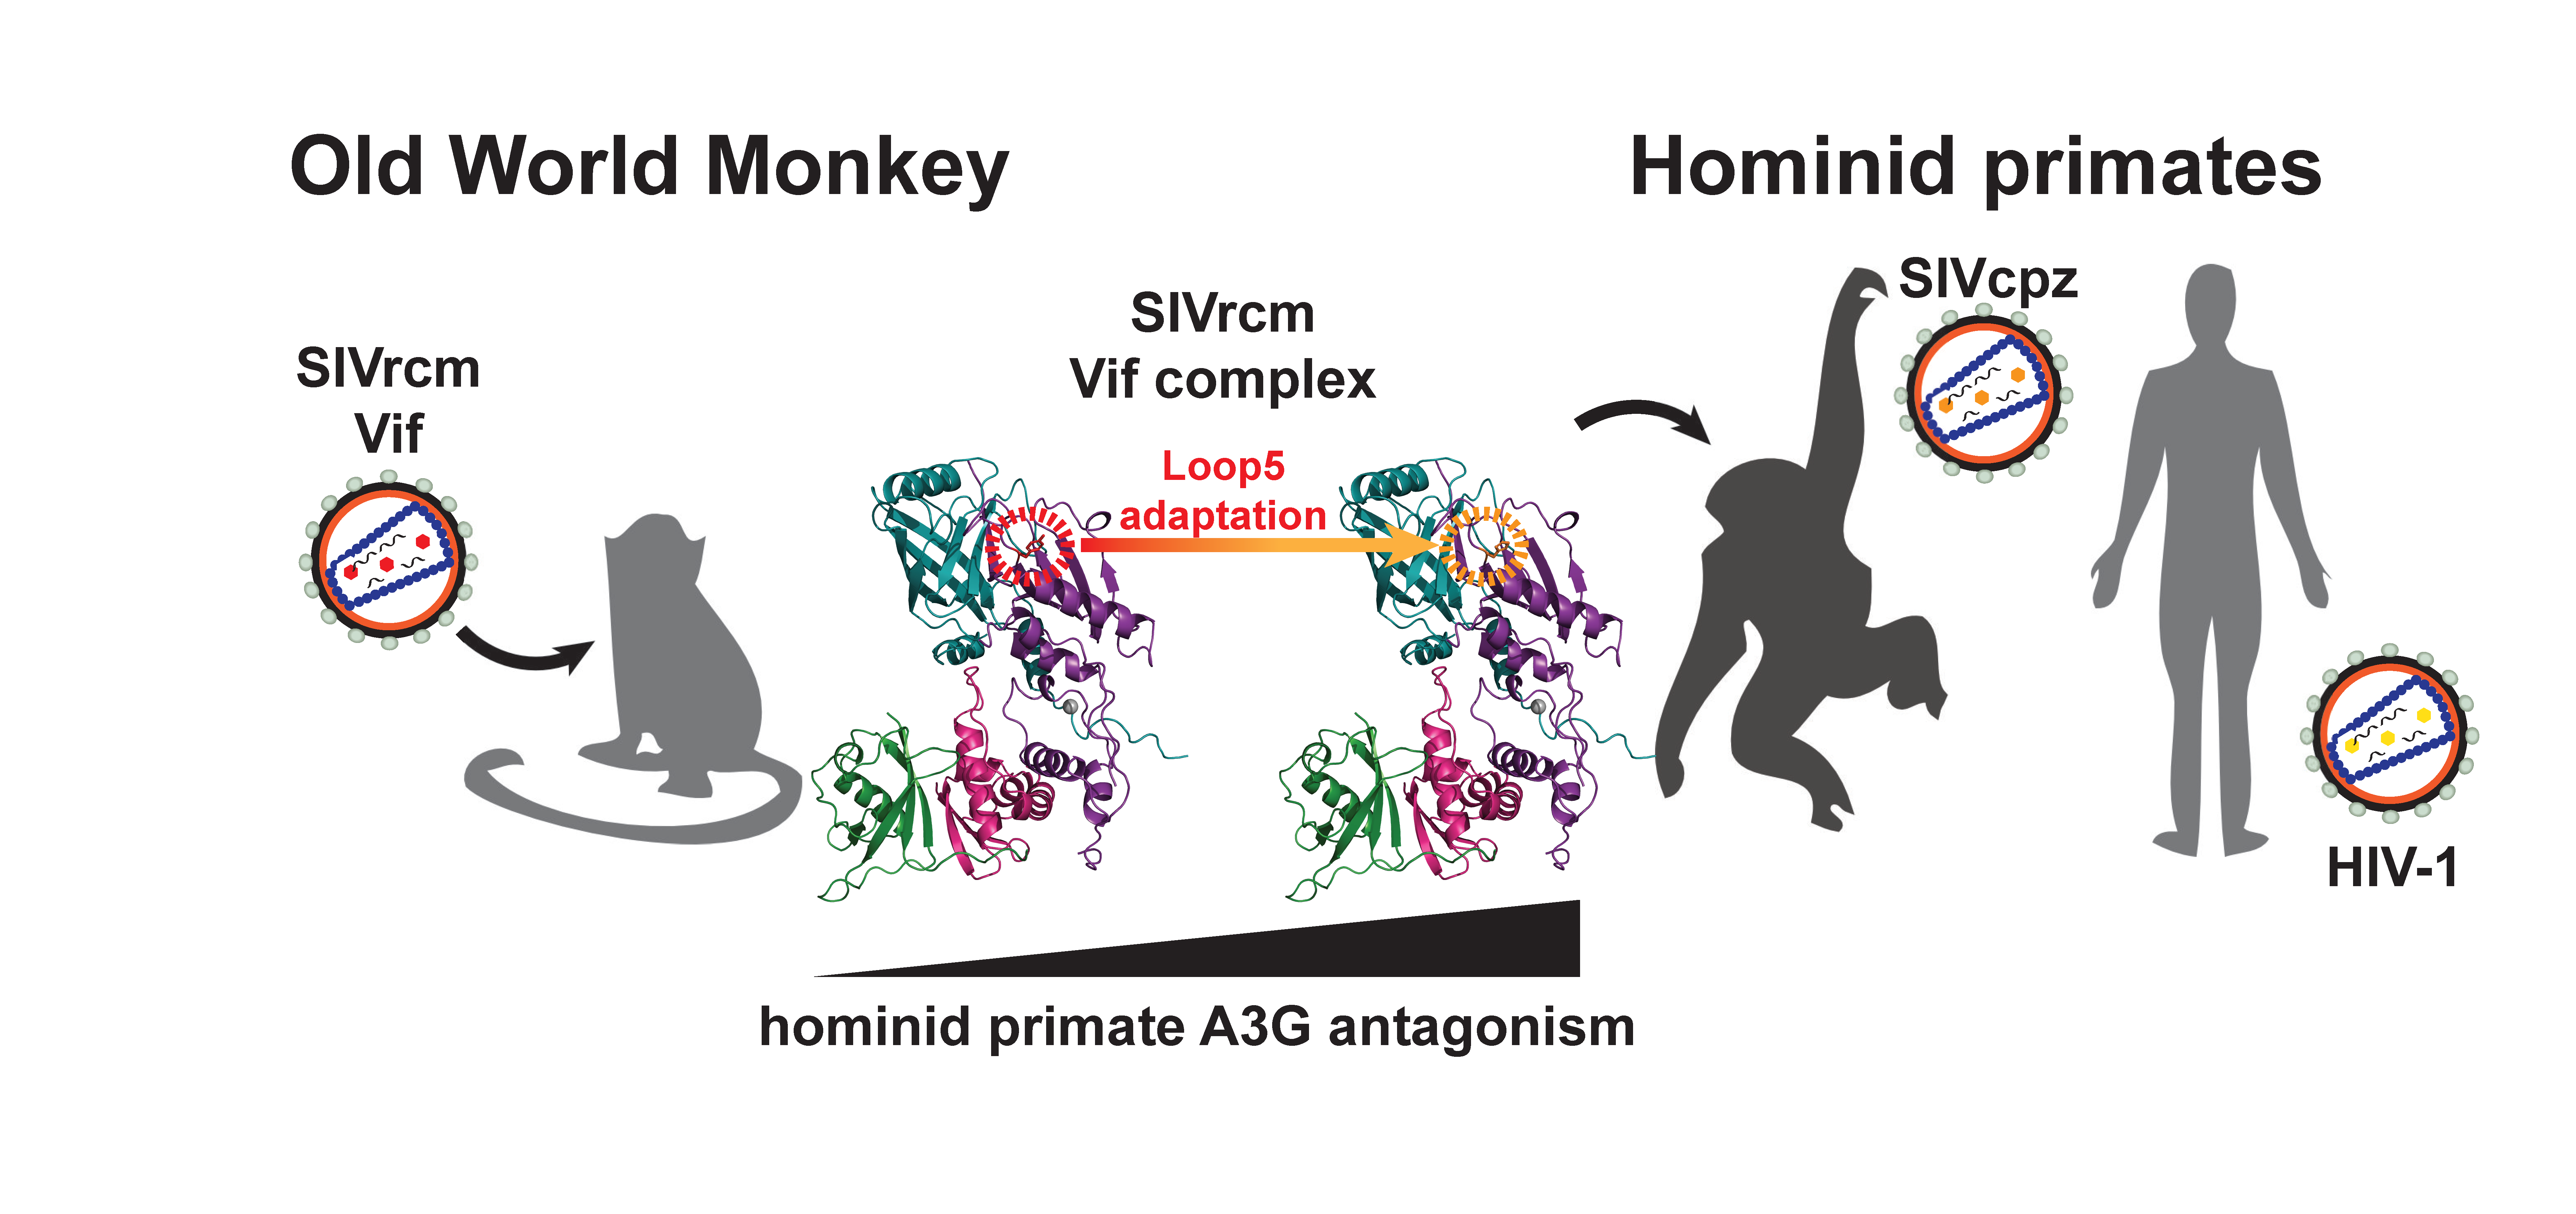 Old World Monkey
Hominid primates
SIVrcm
Vif
SIVrcm
Vif complex
Loop5
adaptation
SIVcpz
HIV-1
hominid primate A3G antagonism